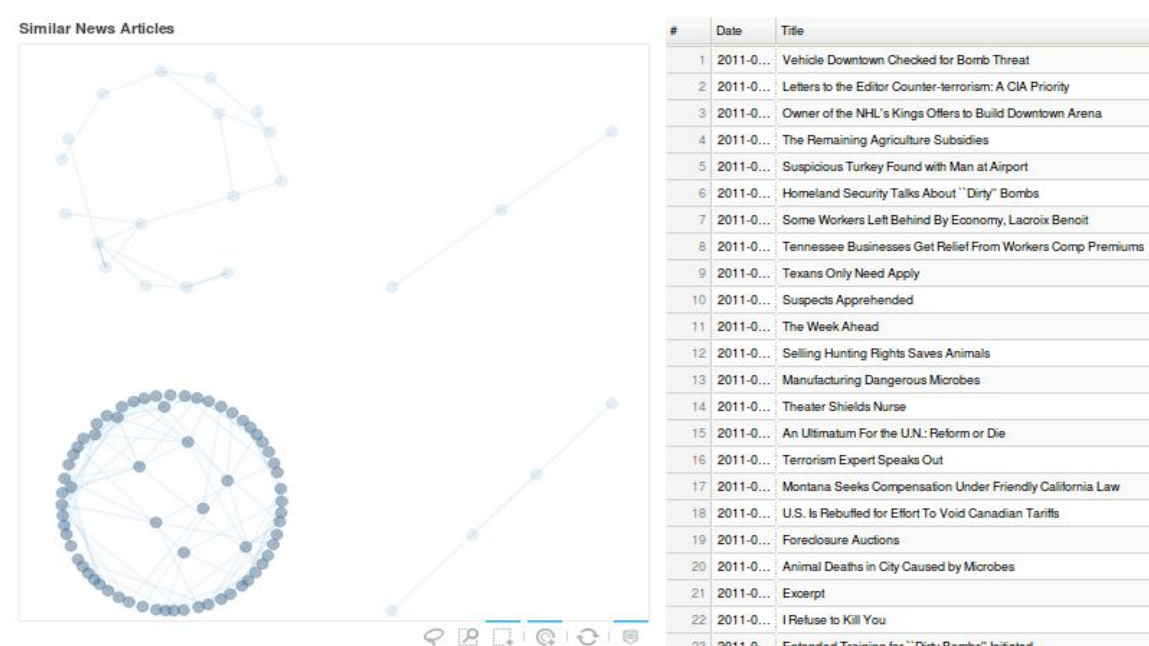 Similar News Articles
# Date Title
1 2011-0... Vehicle Downtown Checked for Bomb Threat
2 2011-0... Letters to the Editor Counter-terrorism: A CIA Priority
3 2011-0... Owner of the NHL's Kings Offers to Build Downtown Arena
4 2011-0... The Remaining Agriculture Subsidies
5 2011-0... Suspicious Turkey Found with Man at Airport
6 2011-0... Homeland Security Talks About ``Dirty'' Bombs
7 2011-0... Some Workers Left Behind By Economy, Lacroix Benoit
8 2011-0... Tennessee Businesses Get Relief From Workers Comp Premiums
9 2011-0... Texans Only Need Apply
10 2011-0... Suspects Apprehended
11 2011-0... The Week Ahead
12 2011-0... Selling Hunting Rights Saves Animals
13 2011-0... Manufacturing Dangerous Microbes
14 2011-0... Theater Shields Nurse
15 2011-0... An Ultimatum For the U.N.: Reform or Die
16 2011-0... Terrorism Expert Speaks Out
17 2011-0... Montana Seeks Compensation Under Friendly California Law
18 2011-0... U.S. Is Rebuffed for Effort To Void Canadian Tariffs
19 2011-0... Foreclosure Auctions
20 2011-0... Animal Deaths in City Caused by Microbes
21 2011-0... Excerpt
22 2011-0... I Refuse to Kill You
23 2011-0... Extended Training for ``Dirty Bombs'' Initiated